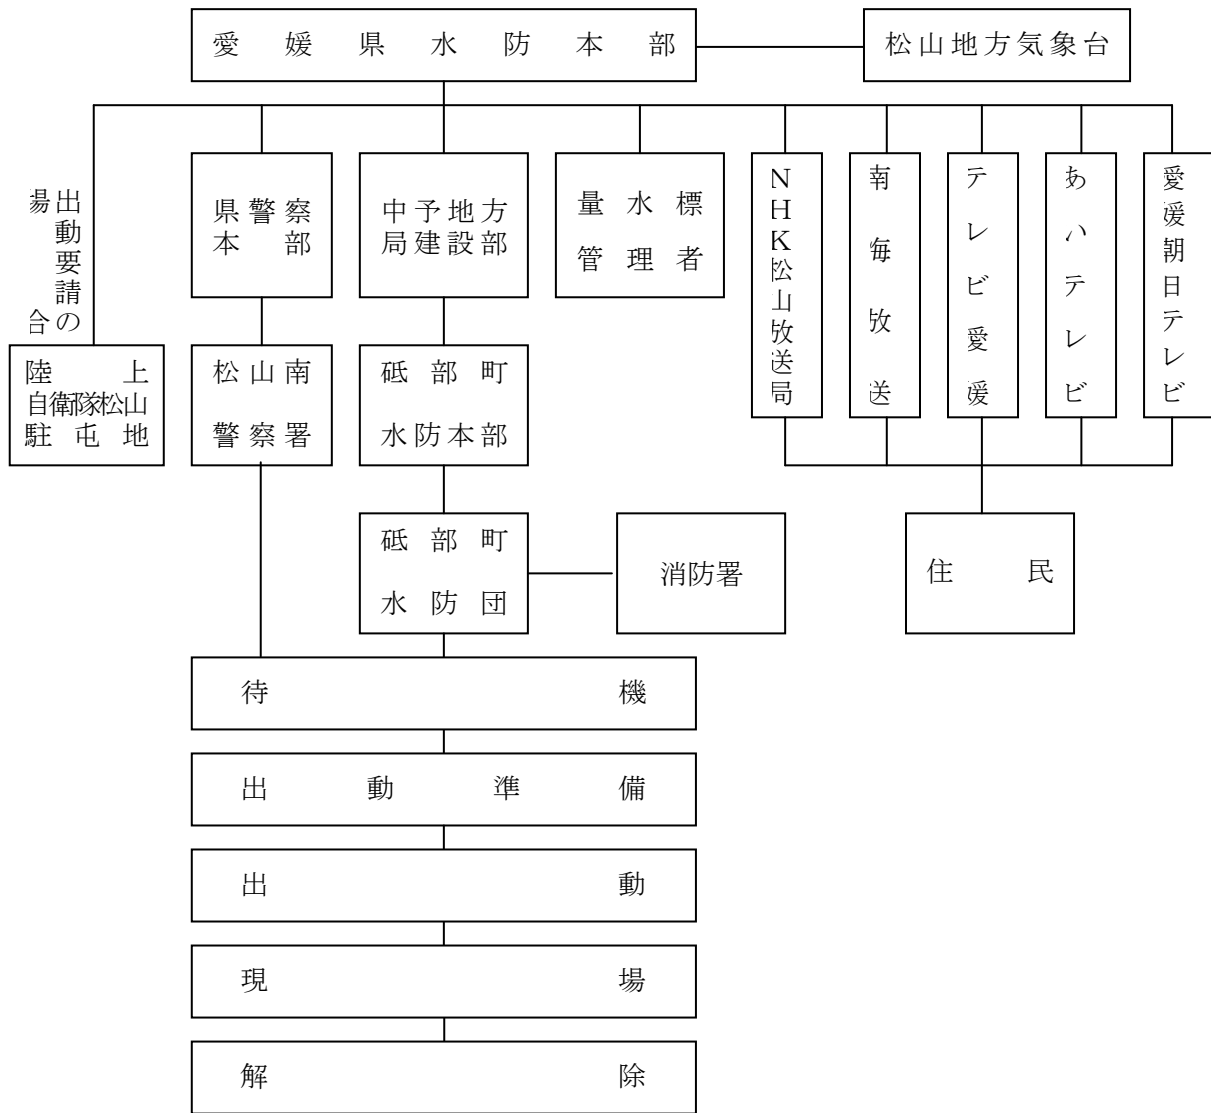 愛媛県水防本部
松山地方気象台
出動要請の
場合
県警察
本部
中予地方
局建設部
量水標
管理者
NHK松山放送局
南海放送
テレビ愛媛
あいテレビ
愛媛朝日テレビ
陸上
自衛隊松山
駐屯地
松山南
警察署
砥部町
水防本部
砥部町
水防団
消防署
住民
待機
出動準備
出動
現場
解除